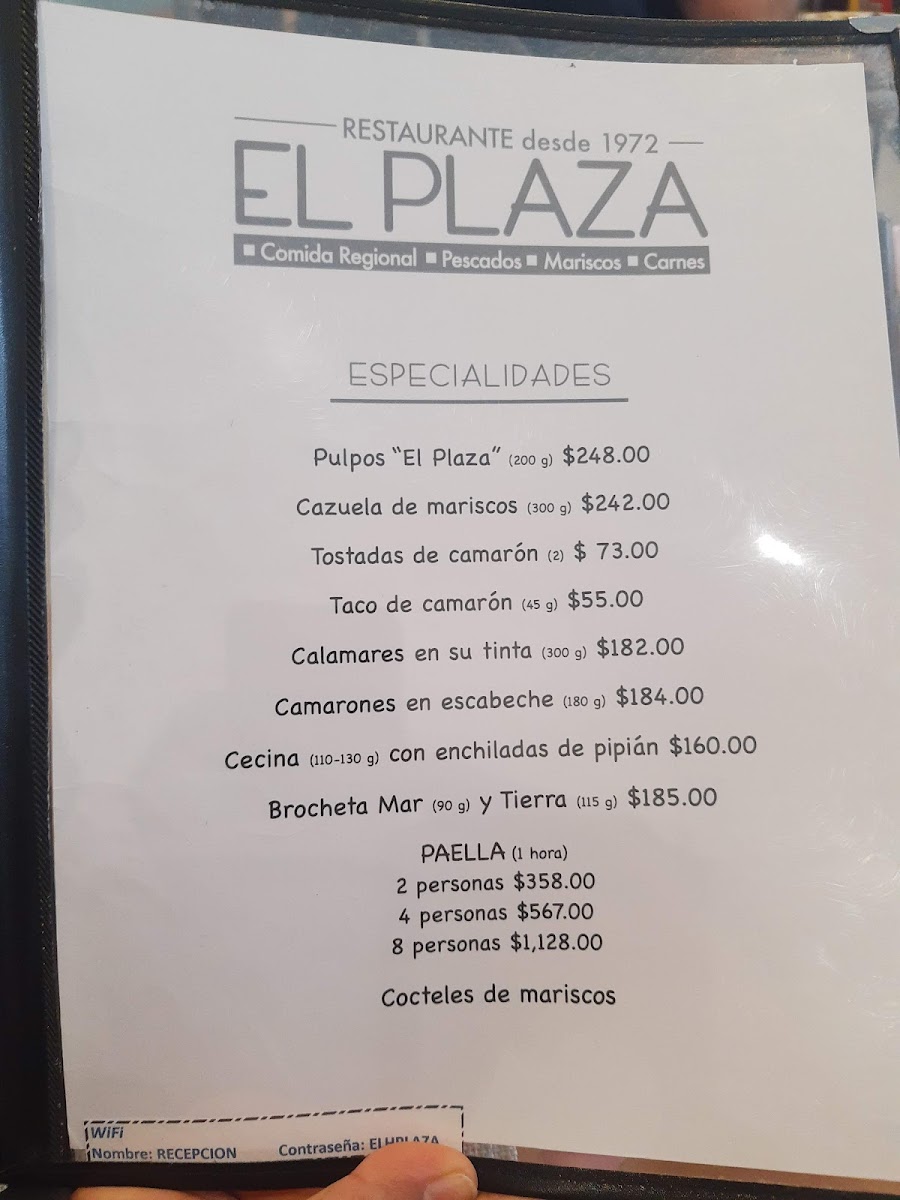 RESTAURANTE desde 1972
EL PLAZA
▪ Comida Regional ▪ Pescados ▪ Mariscos ▪ Carnes
ESPECIALIDADES
Pulpos “El Plaza” (200 g) $248.00
Cazuela de mariscos (300 g) $242.00
Tostadas de camarón (2) $ 73.00
Taco de camarón (45 g) $55.00
Calamares en su tinta (300 g) $182.00
Camarones en escabeche (180 g) $184.00
Cecina (110-130 g) con enchiladas de pipián $160.00
Brocheta Mar (90 g) y Tierra (115 g) $185.00
PAELLA (1 hora)
2 personas $358.00
4 personas $567.00
8 personas $1,128.00
Cocteles de mariscos
WiFi
Nombre: RECEPCION Contraseña: